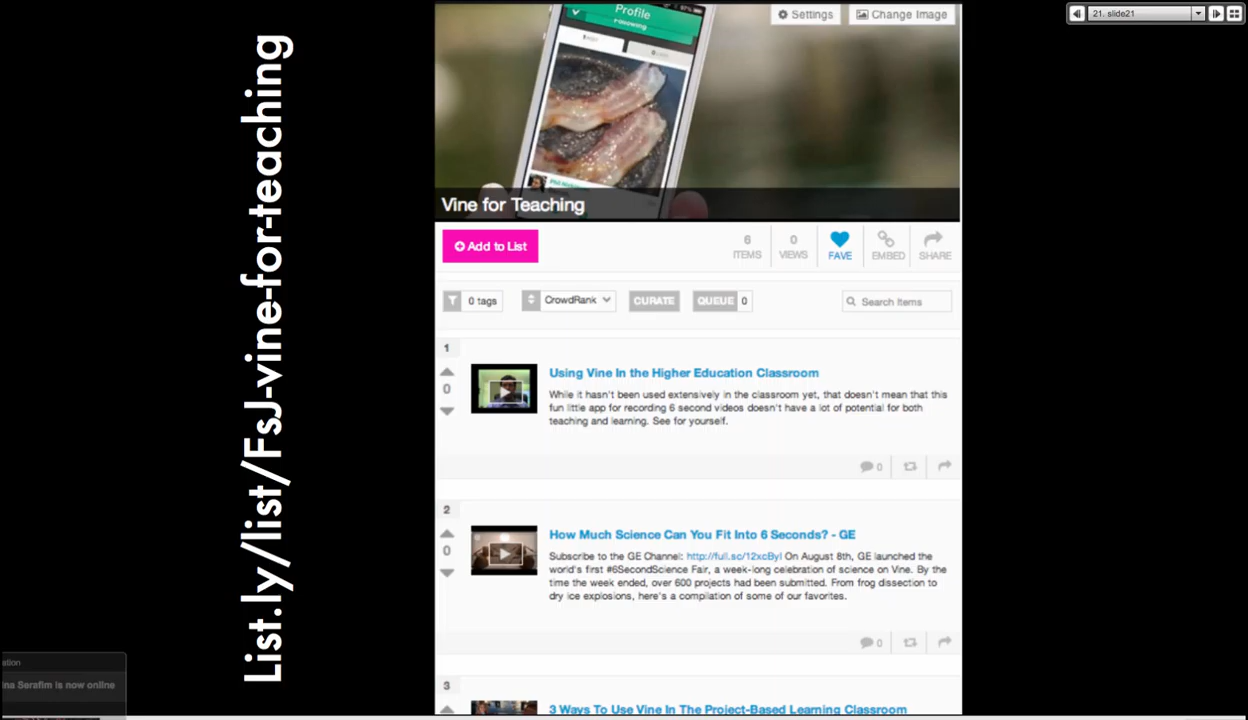 List.ly/list/FsJ-vine-for-teaching
21. slide21
Profile
Settings
Change Image
Vine for Teaching
Add to List
6
ITEMS
0
VIEWS
FAVE
EMBED
SHARE
0 tags
CrowdRank
CURATE
QUEUE 0
Search Items
1
0
Using Vine In the Higher Education Classroom
While it hasn't been used extensively in the classroom yet, that doesn't mean that this
fun little app for recording 6 second videos doesn't have a lot of potential for both
teaching and learning. See for yourself.
0
2
0
How Much Science Can You Fit Into 6 Seconds? - GE
Subscribe to the GE Channel: http://full.sc/12xcByl On August 8th, GE launched the
world's first #6SecondScience Fair, a week-long celebration of science on Vine. By the
time the week ended, over 600 projects had been submitted. From frog dissection to
dry ice explosions, here's a compilation of some of our favorites.
0
3
3 Ways To Use Vine In The Project-Based Learning Classroom
Serafim is now online